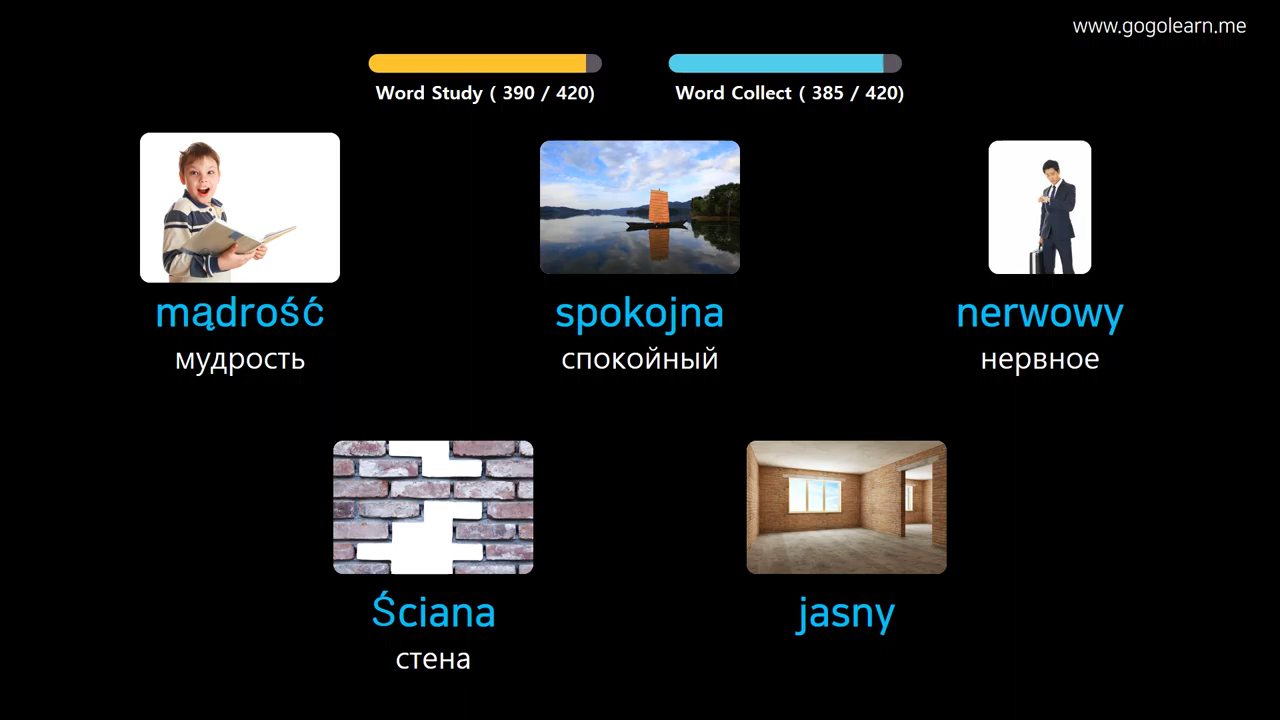 www.gogolearn.me
Word Study ( 390 / 420)
Word Collect ( 385 / 420)
mądrość
мудрость
spokojna
спокойный
nerwowy
нервное
Ściana
стена
jasny